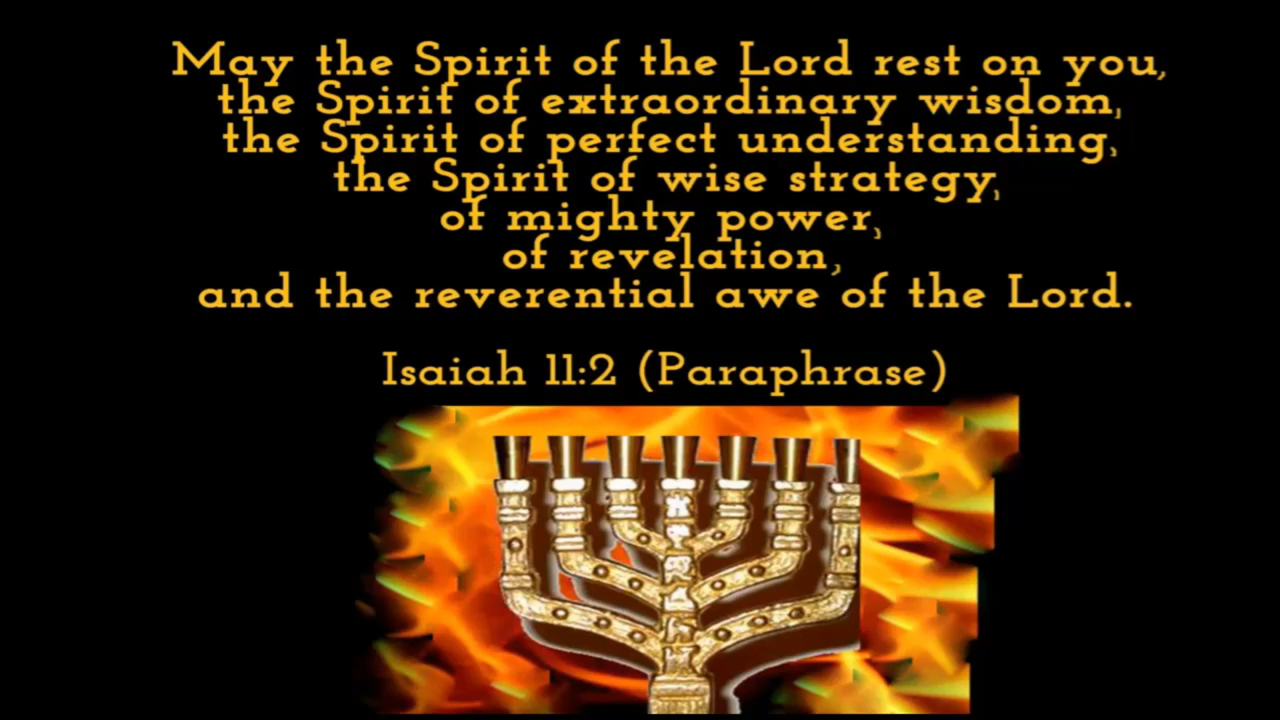 May the Spirit of the Lord rest on you,
the Spirit of extraordinary wisdom,
the Spirit of perfect understanding,
the Spirit of wise strategy,
of mighty power,
of revelation,
and the reverential awe of the Lord.
Isaiah 11:2 (Paraphrase)